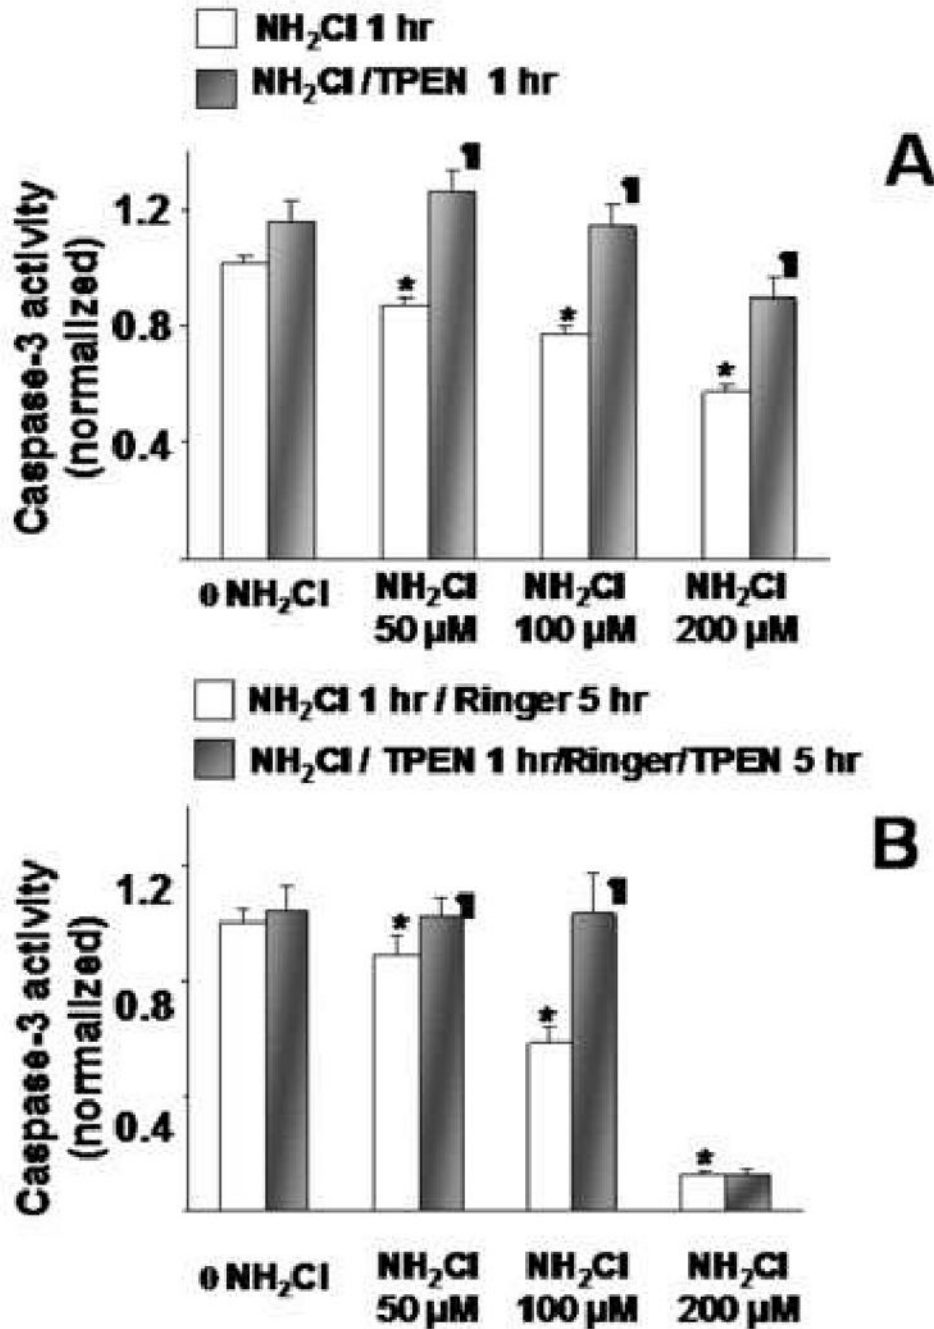 NH₂Cl 1 hr
NH₂Cl /TPEN 1 hr
A
Caspase-3 activity
(normalized)
1.2
¶
¶
¶
*
0.8
*
*
0.4
0 NH₂Cl
NH₂Cl
50 µM
NH₂Cl
100 µM
NH₂Cl
200 µM
NH₂Cl 1 hr / Ringer 5 hr
NH₂Cl / TPEN 1 hr/Ringer/TPEN 5 hr
B
Caspase-3 activity
(normalized)
1.2
*
¶
¶
0.8
*
0.4
*
0 NH₂Cl
NH₂Cl
50 µM
NH₂Cl
100 µM
NH₂Cl
200 µM